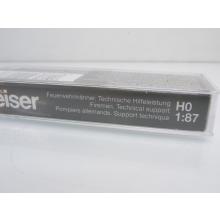 eiser
Feuerwehrmänner, Technische Hilfeleistung
Firemen, Technical support
Pompiers allemands. Support technique
H0
1:87